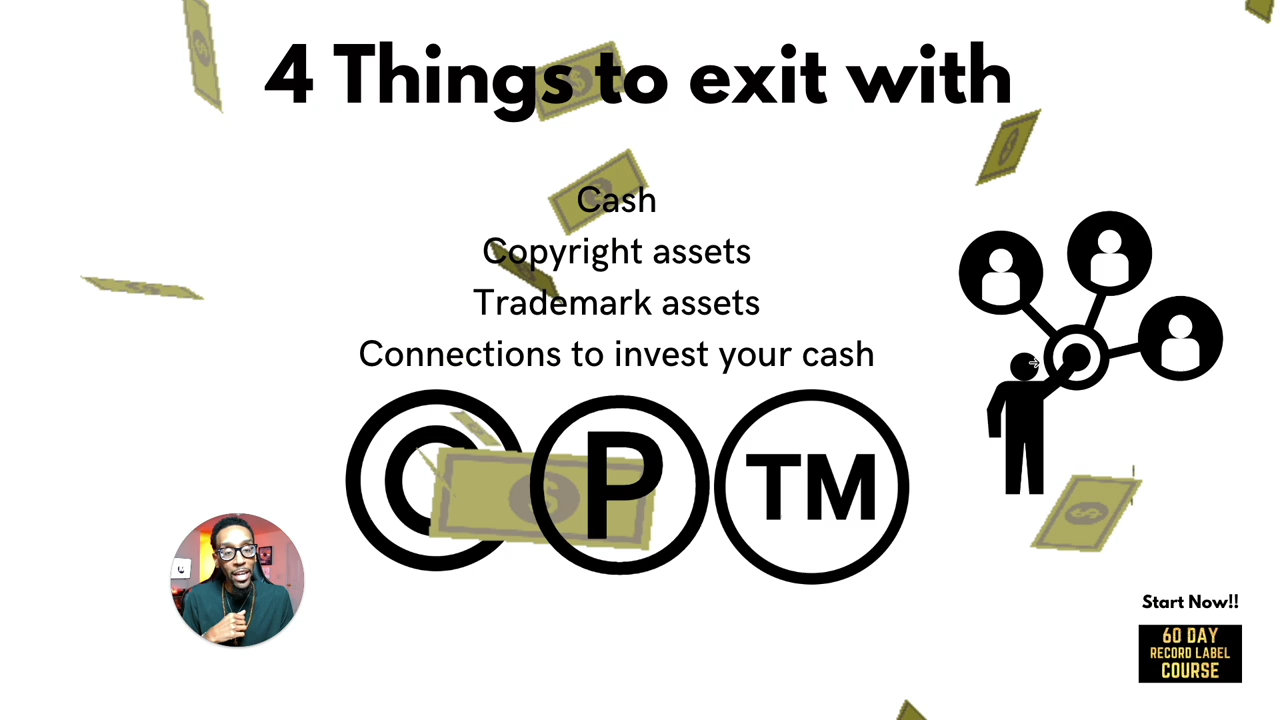 4 Things to exit with
Cash
Copyright assets
Trademark assets
Connections to invest your cash
C P TM
Start Now!!
60 DAY
RECORD LABEL
COURSE